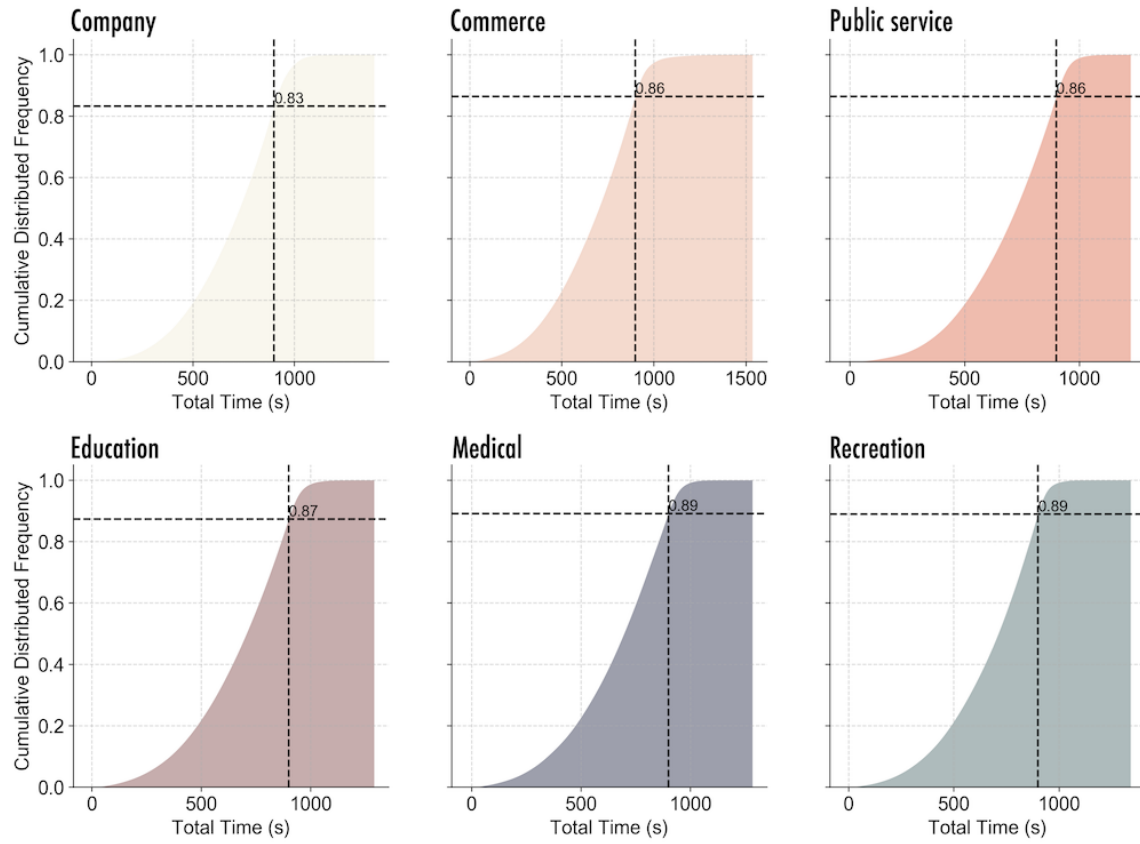 Company
Commerce
Public service
Cumulative Distributed Frequency
1.0
0.8
0.6
0.4
0.2
0.0
0.83
0.86
0.86
0 500 1000
0 500 1000 1500
0 500 1000
Total Time (s)
Total Time (s)
Total Time (s)
Education
Medical
Recreation
Cumulative Distributed Frequency
1.0
0.8
0.6
0.4
0.2
0.0
0.87
0.89
0.89
0 500 1000
0 500 1000
0 500 1000
Total Time (s)
Total Time (s)
Total Time (s)